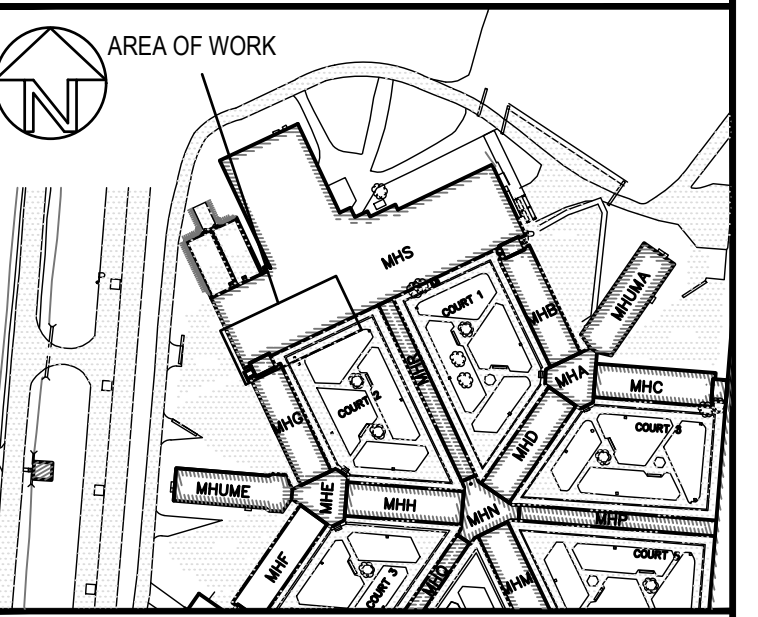 AREA OF WORK
N
MHS
COURT 1
MHB
MHUMA
MHR
MHA
MHC
COURT 2
MHG
COURT 3
MHD
MHUME
MHE
MHH
MHN
MHP
MHF
COURT 3
MHQ
MHM
COURT 5